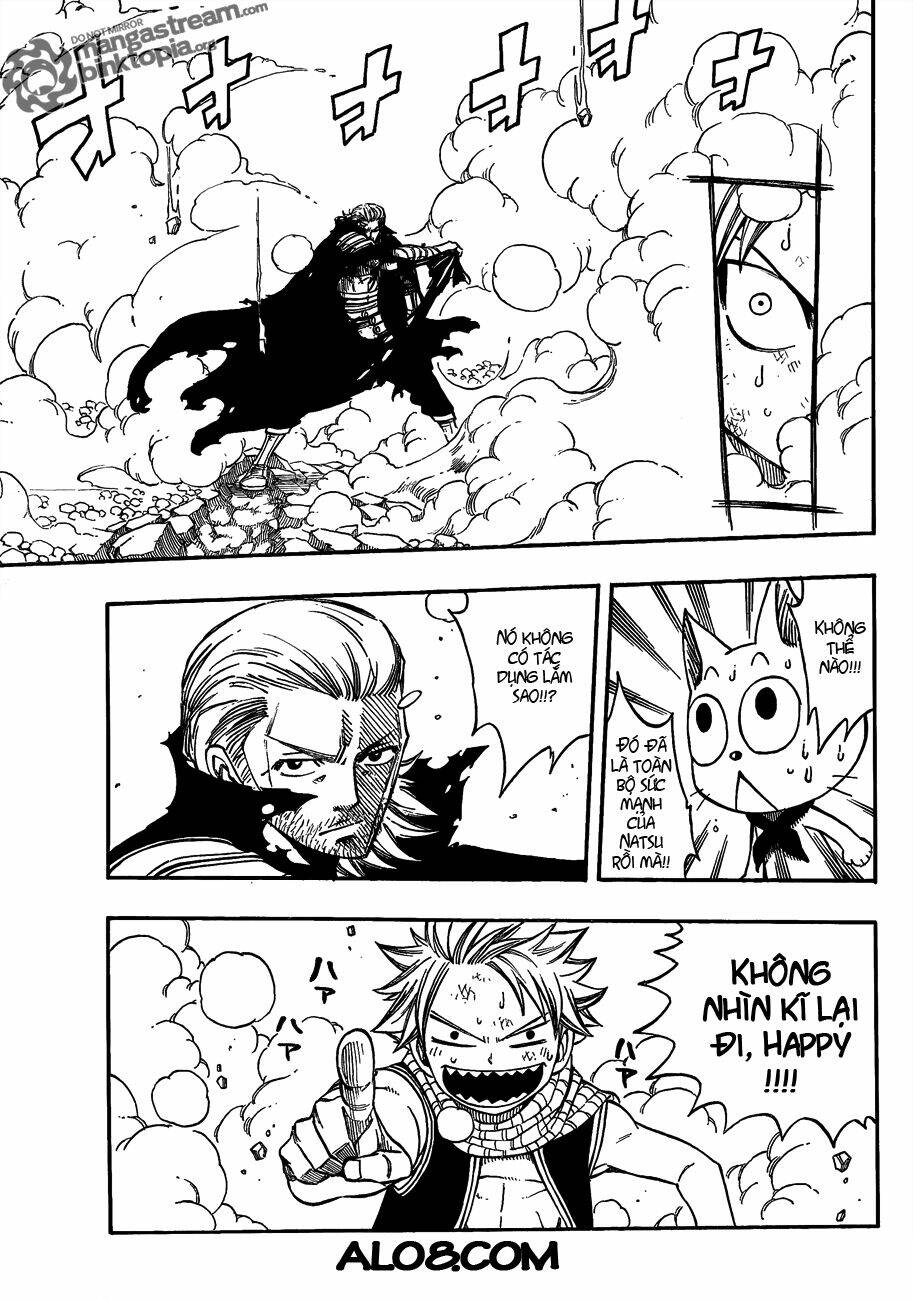 DO NOT MIRROR
mangastream.com
binktopia.org
オオオオオ
KHÔNG
THỂ
NÀO!!!
ĐÓ ĐÃ
LÀ TOÀN
BỘ SỨC
MẠNH
CỦA
NATSU
RỒI MÀ!!
NÓ KHÔNG
CÓ TÁC
DỤNG LẮM
SAO!!?
KHÔNG
NHÌN KĨ LẠI
ĐI, HAPPY
!!!!
ハァ
ハァ
ハァ
ALO8.COM